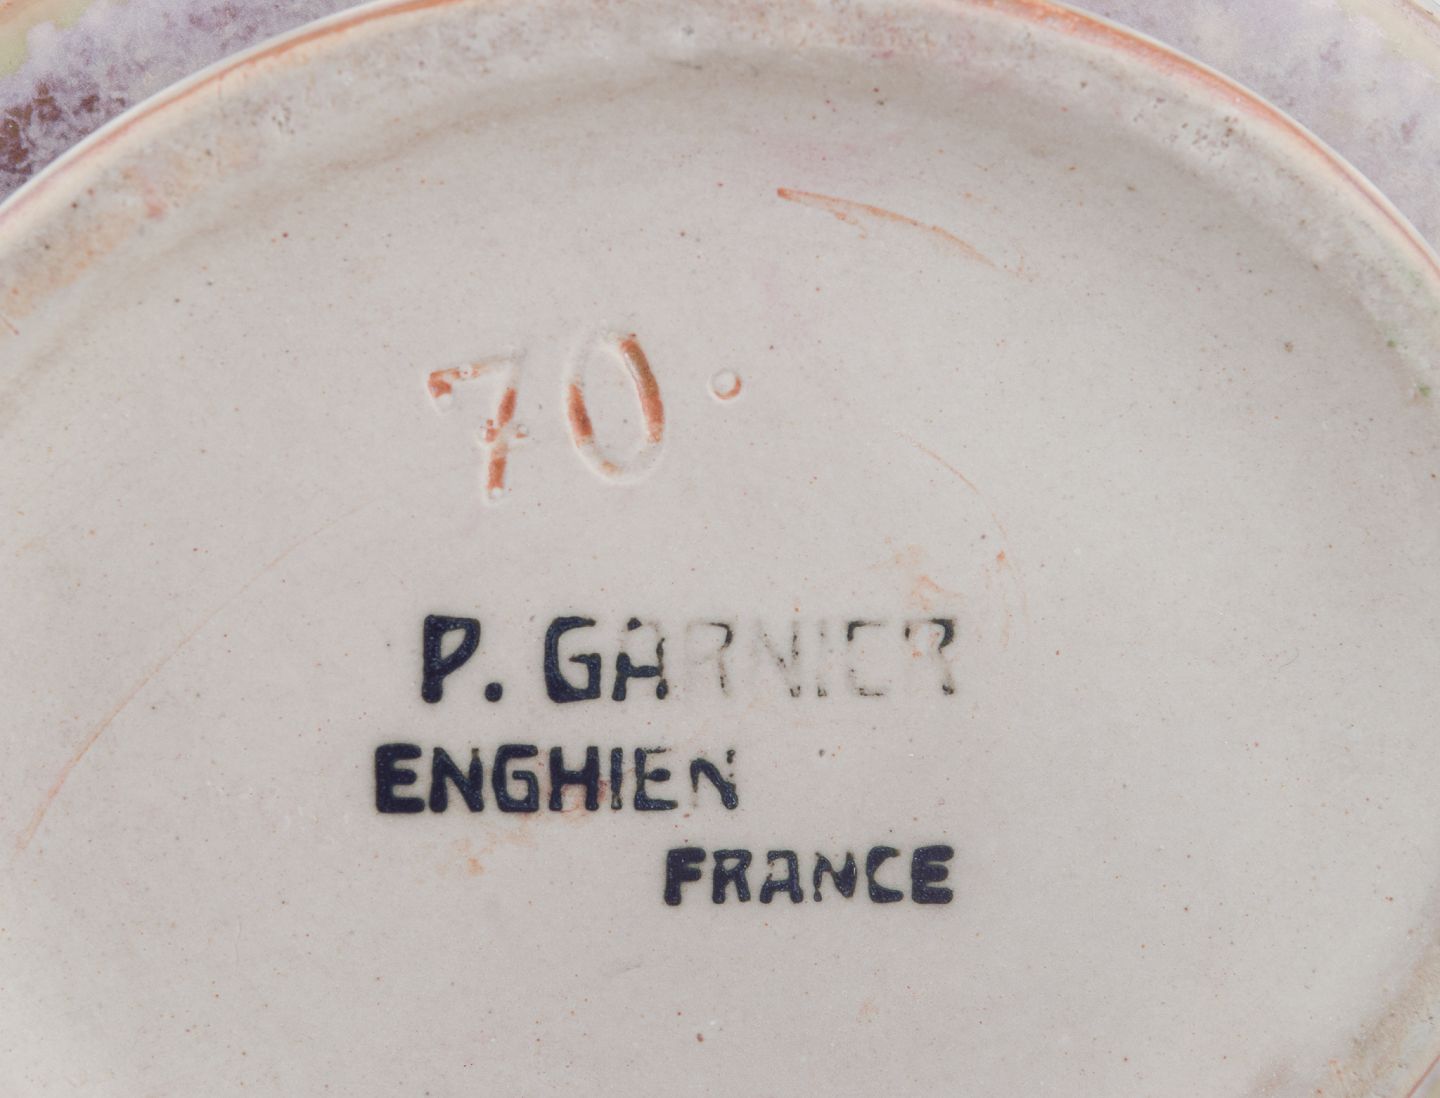 70.
P. GARNIER
ENGHIEN
FRANCE